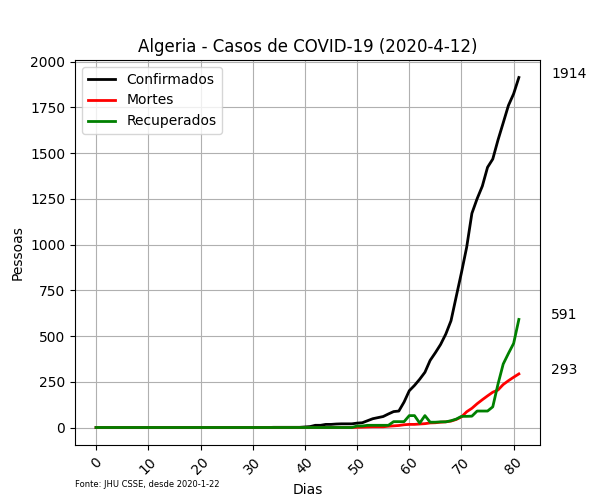 Algeria - Casos de COVID-19 (2020-4-12)
Confirmados
Mortes
Recuperados
2000
1750
1500
1250
1000
750
500
250
0
Pessoas
1914
591
293
0 10 20 30 40 50 60 70 80
Dias
Fonte: JHU CSSE, desde 2020-1-22